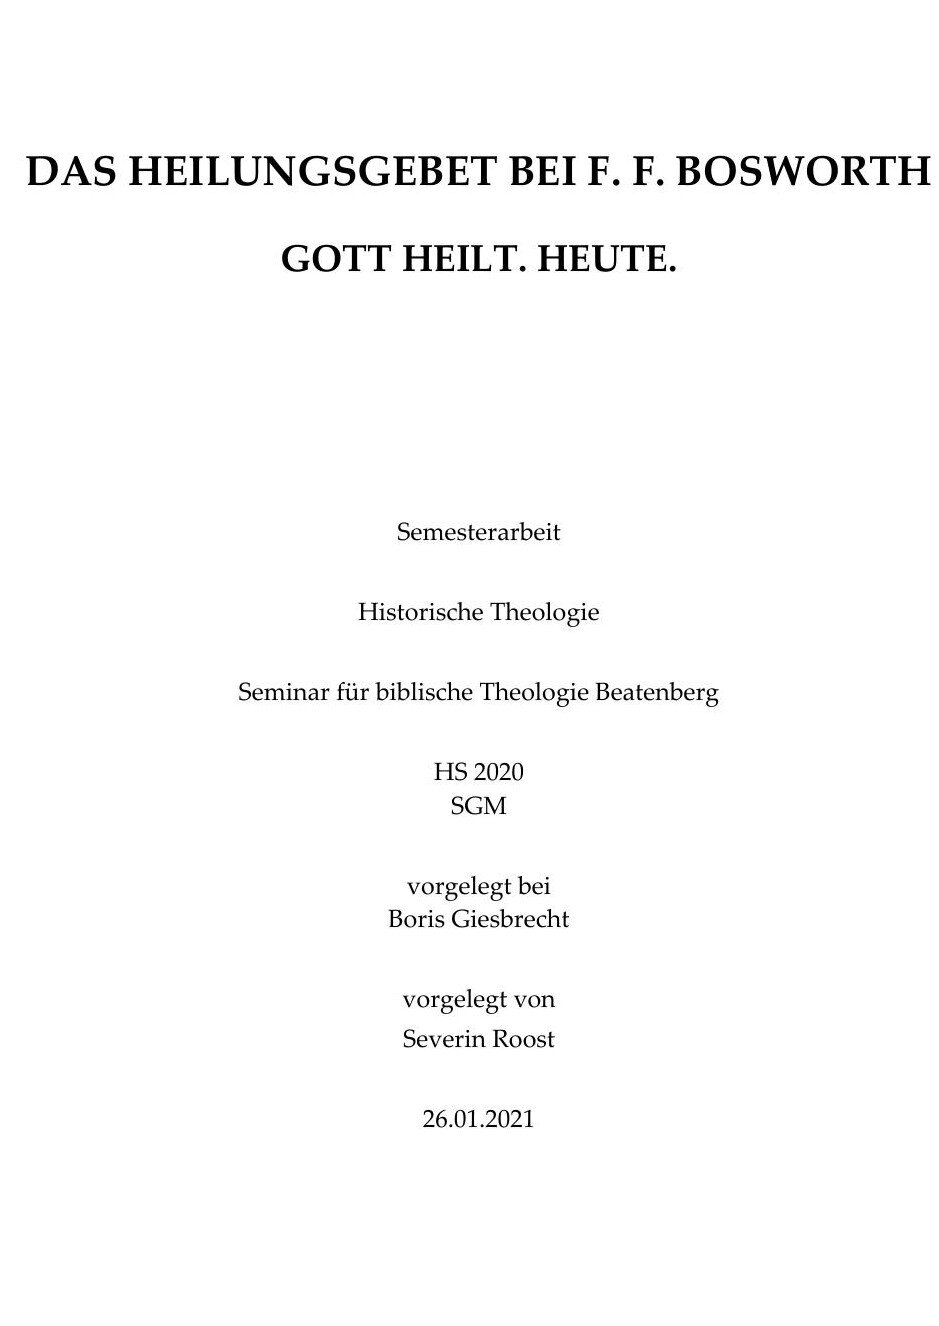 DAS HEILUNGSGEBET BEI F. F. BOSWORTH
GOTT HEILT. HEUTE.
Semesterarbeit
Historische Theologie
Seminar für biblische Theologie Beatenberg
HS 2020
SGM
vorgelegt bei
Boris Giesbrecht
vorgelegt von
Severin Roost
26.01.2021